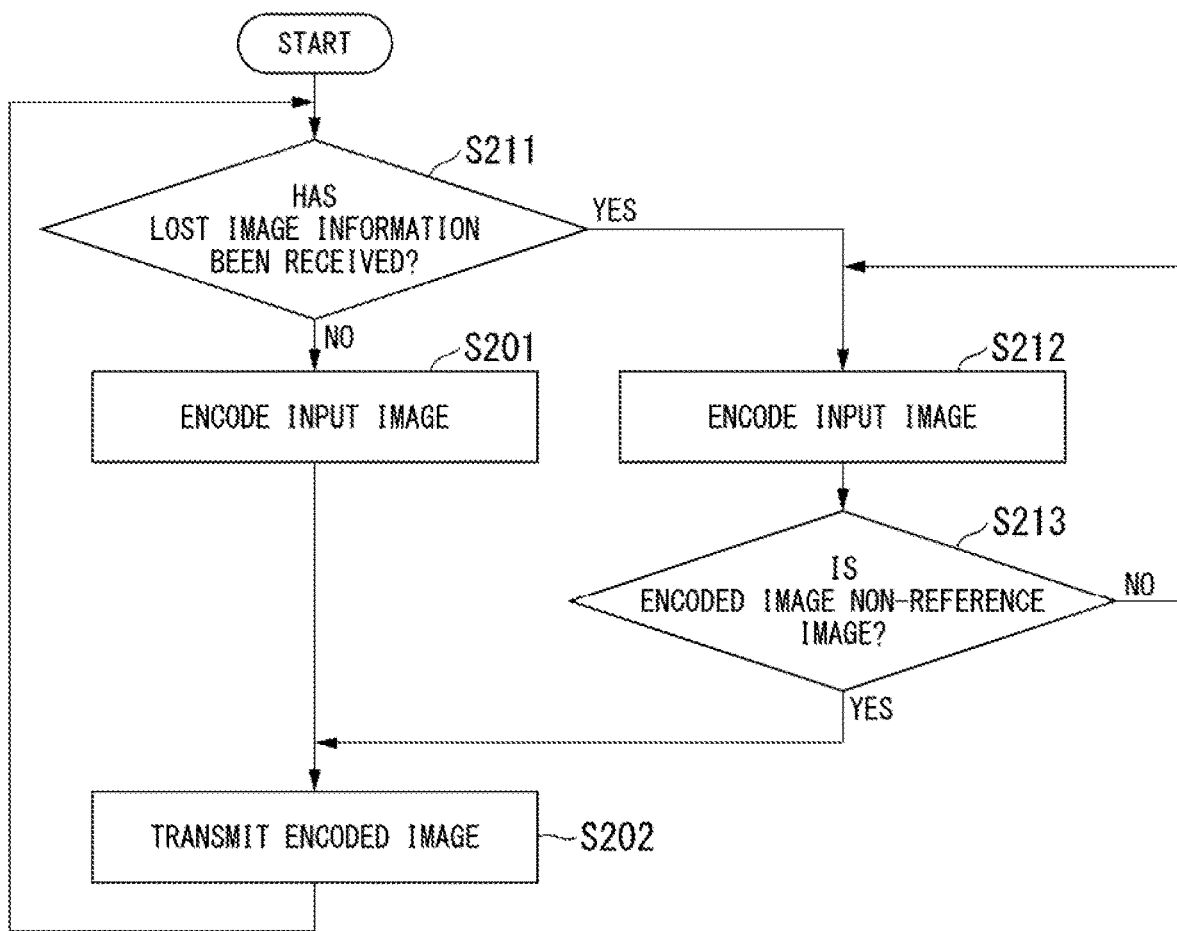 START
S211
HAS
LOST IMAGE INFORMATION
BEEN RECEIVED?
YES
NO
S201
ENCODE INPUT IMAGE
S212
ENCODE INPUT IMAGE
S213
IS
ENCODED IMAGE NON-REFERENCE
IMAGE?
NO
YES
TRANSMIT ENCODED IMAGE
S202